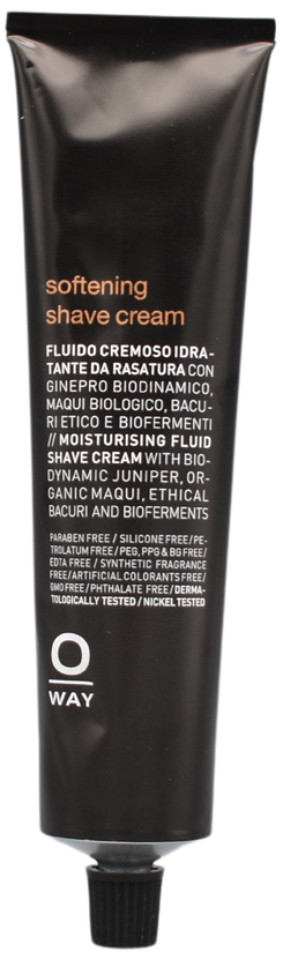 softening
shave cream
FLUIDO CREMOSO IDRA-
TANTE DA RASATURA CON
GINEPRO BIODINAMICO,
MAQUI BIOLOGICO, BACU-
RI ETICO E BIOFERMENTI
// MOISTURISING FLUID
SHAVE CREAM WITH BIO-
DYNAMIC JUNIPER, OR-
GANIC MAQUI, ETHICAL
BACURI AND BIOFERMENTS
PARABEN FREE / SILICONE FREE / PE-
TROLATUM FREE / PEG, PPG & BG FREE /
EDTA FREE / SYNTHETIC FRAGRANCE
FREE / ARTIFICIAL COLORANTS FREE /
GMO FREE / PHTHALATE FREE / DERMA-
TOLOGICALLY TESTED / NICKEL TESTED
O
WAY